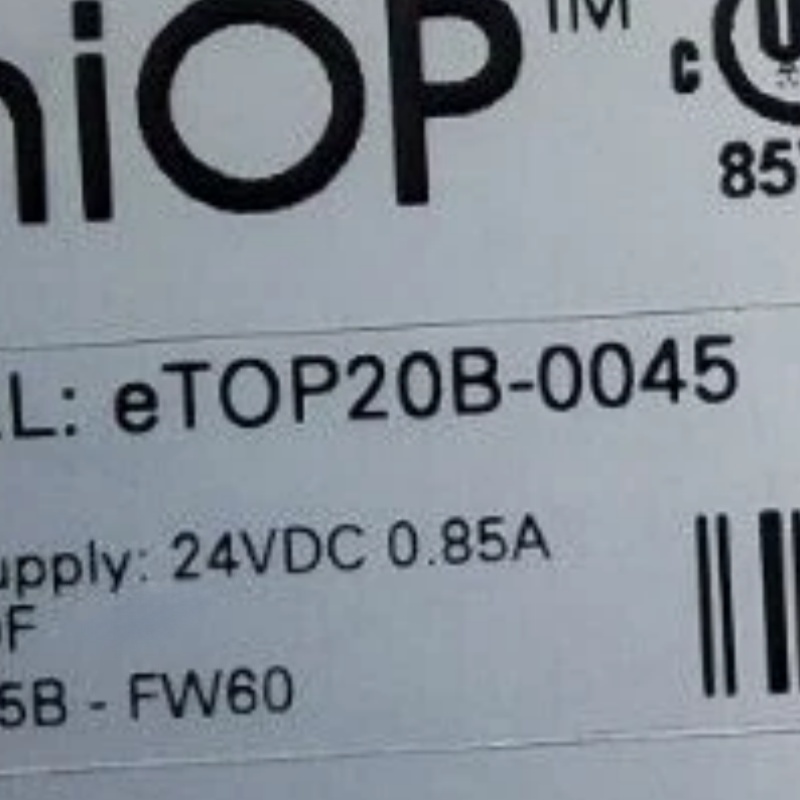 niOP™
c U
85
L: eTOP20B-0045
upply: 24VDC 0.85A
F
5B - FW60